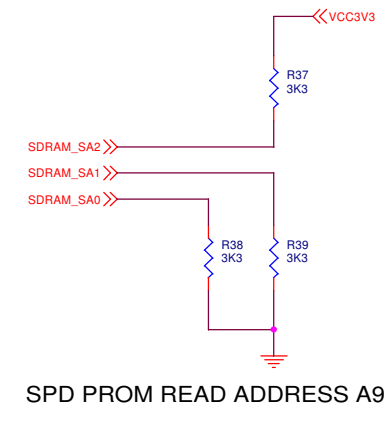 VCC3V3
R37
3K3
SDRAM_SA2
SDRAM_SA1
SDRAM_SA0
R38
3K3
R39
3K3
SPD PROM READ ADDRESS A9